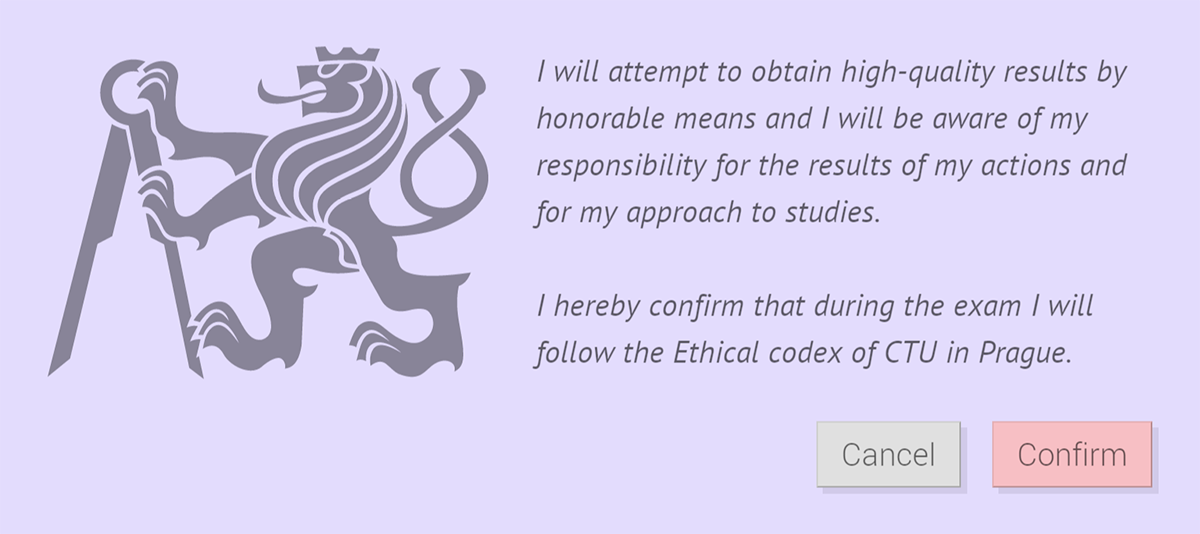 I will attempt to obtain high-quality results by
honorable means and I will be aware of my
responsibility for the results of my actions and
for my approach to studies.
I hereby confirm that during the exam I will
follow the Ethical codex of CTU in Prague.
Cancel
Confirm